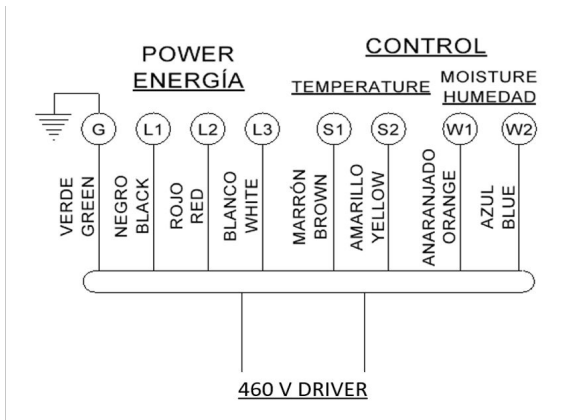 POWER
ENERGÍA
CONTROL
TEMPERATURE
MOISTURE
HUMEDAD
G
L1
L2
L3
S1
S2
W1
W2
VERDE
GREEN
NEGRO
BLACK
ROJO
RED
BLANCO
WHITE
MARRÓN
BROWN
AMARILLO
YELLOW
ANARANJADO
ORANGE
AZUL
BLUE
460 V DRIVER